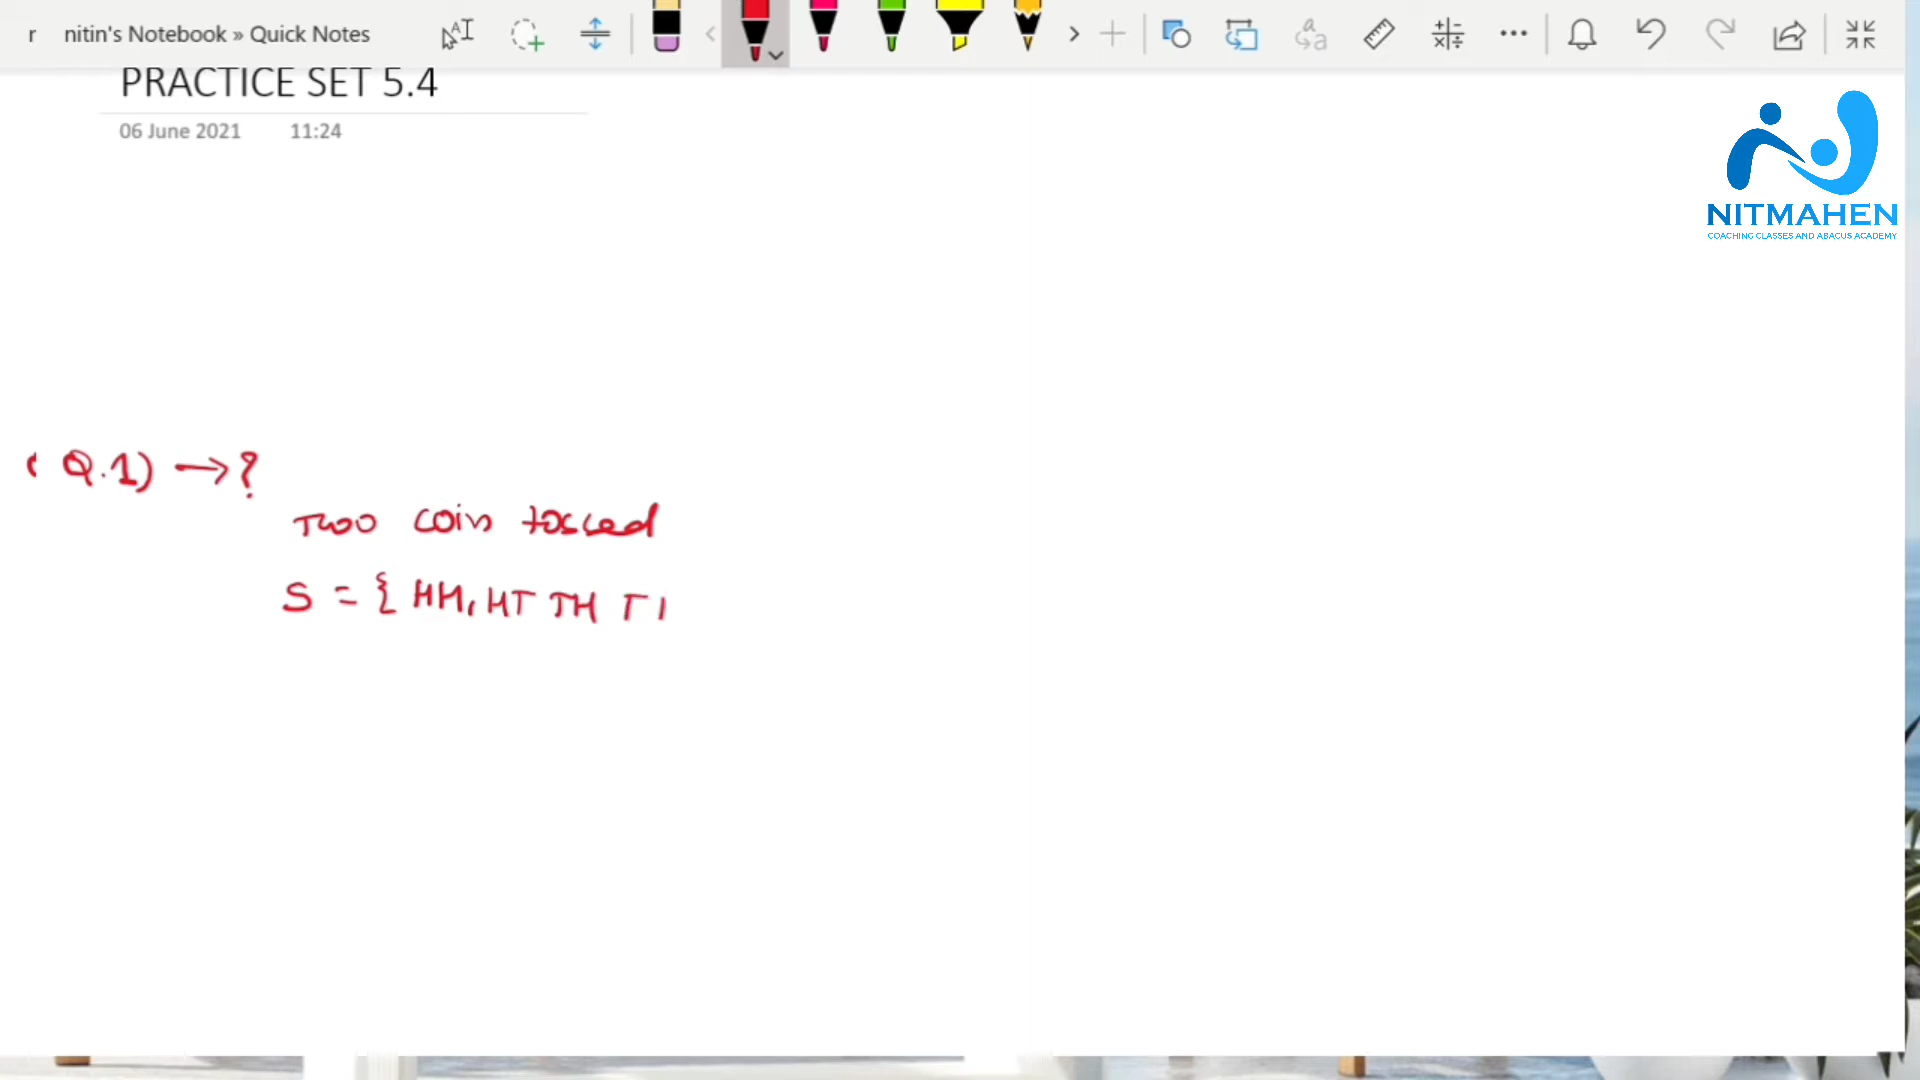 r nitin's Notebook » Quick Notes
PRACTICE SET 5.4
06 June 2021 11:24
NITMAHEN
COACHING CLASSES AND ABACUS ACADEMY
( Q.1) → ?
Two coin tossed
S = { HH, HT TH T